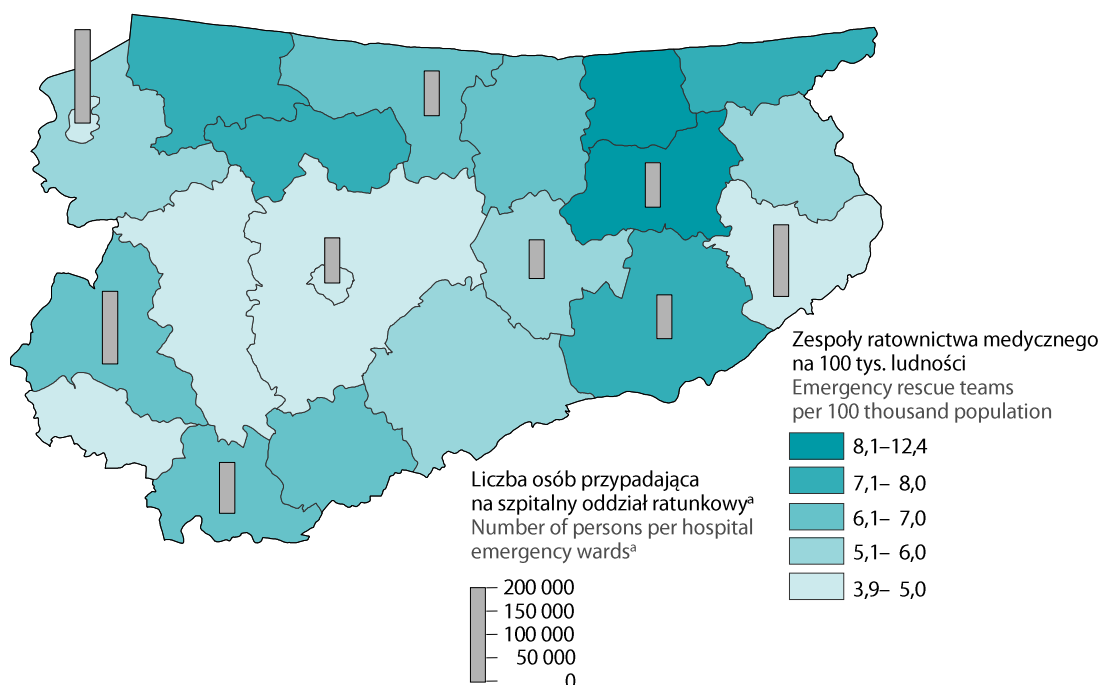 Zespoły ratownictwa medycznego
na 100 tys. ludności
Emergency rescue teams
per 100 thousand population
8,1–12,4
7,1– 8,0
6,1– 7,0
5,1– 6,0
3,9– 5,0
Liczba osób przypadająca
na szpitalny oddział ratunkowyᵃ
Number of persons per hospital
emergency wardsᵃ
200 000
150 000
100 000
50 000
0